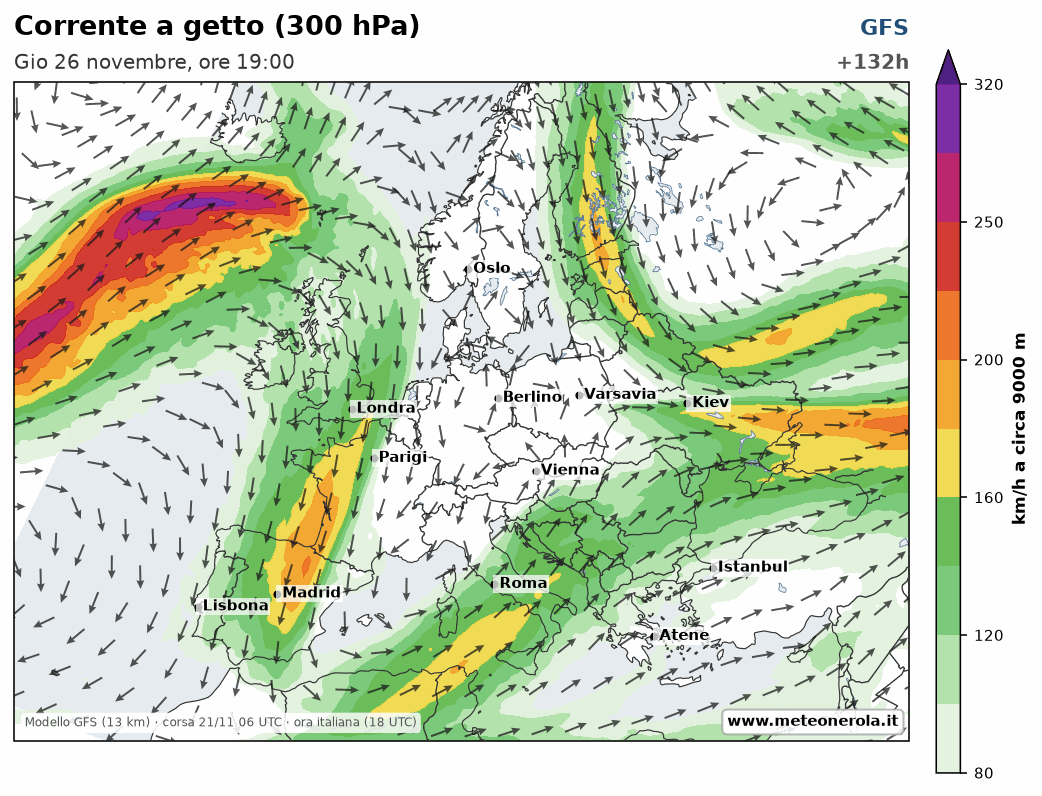 Corrente a getto (300 hPa)
GFS
Gio 26 novembre, ore 19:00
+132h
320
250
200
160
120
80
km/h a circa 9000 m
Oslo
Berlino
Varsavia
Kiev
Londra
Parigi
Vienna
Istanbul
Roma
Madrid
Lisbona
Atene
Modello GFS (13 km) · corsa 21/11 06 UTC · ora italiana (18 UTC)
www.meteonerola.it